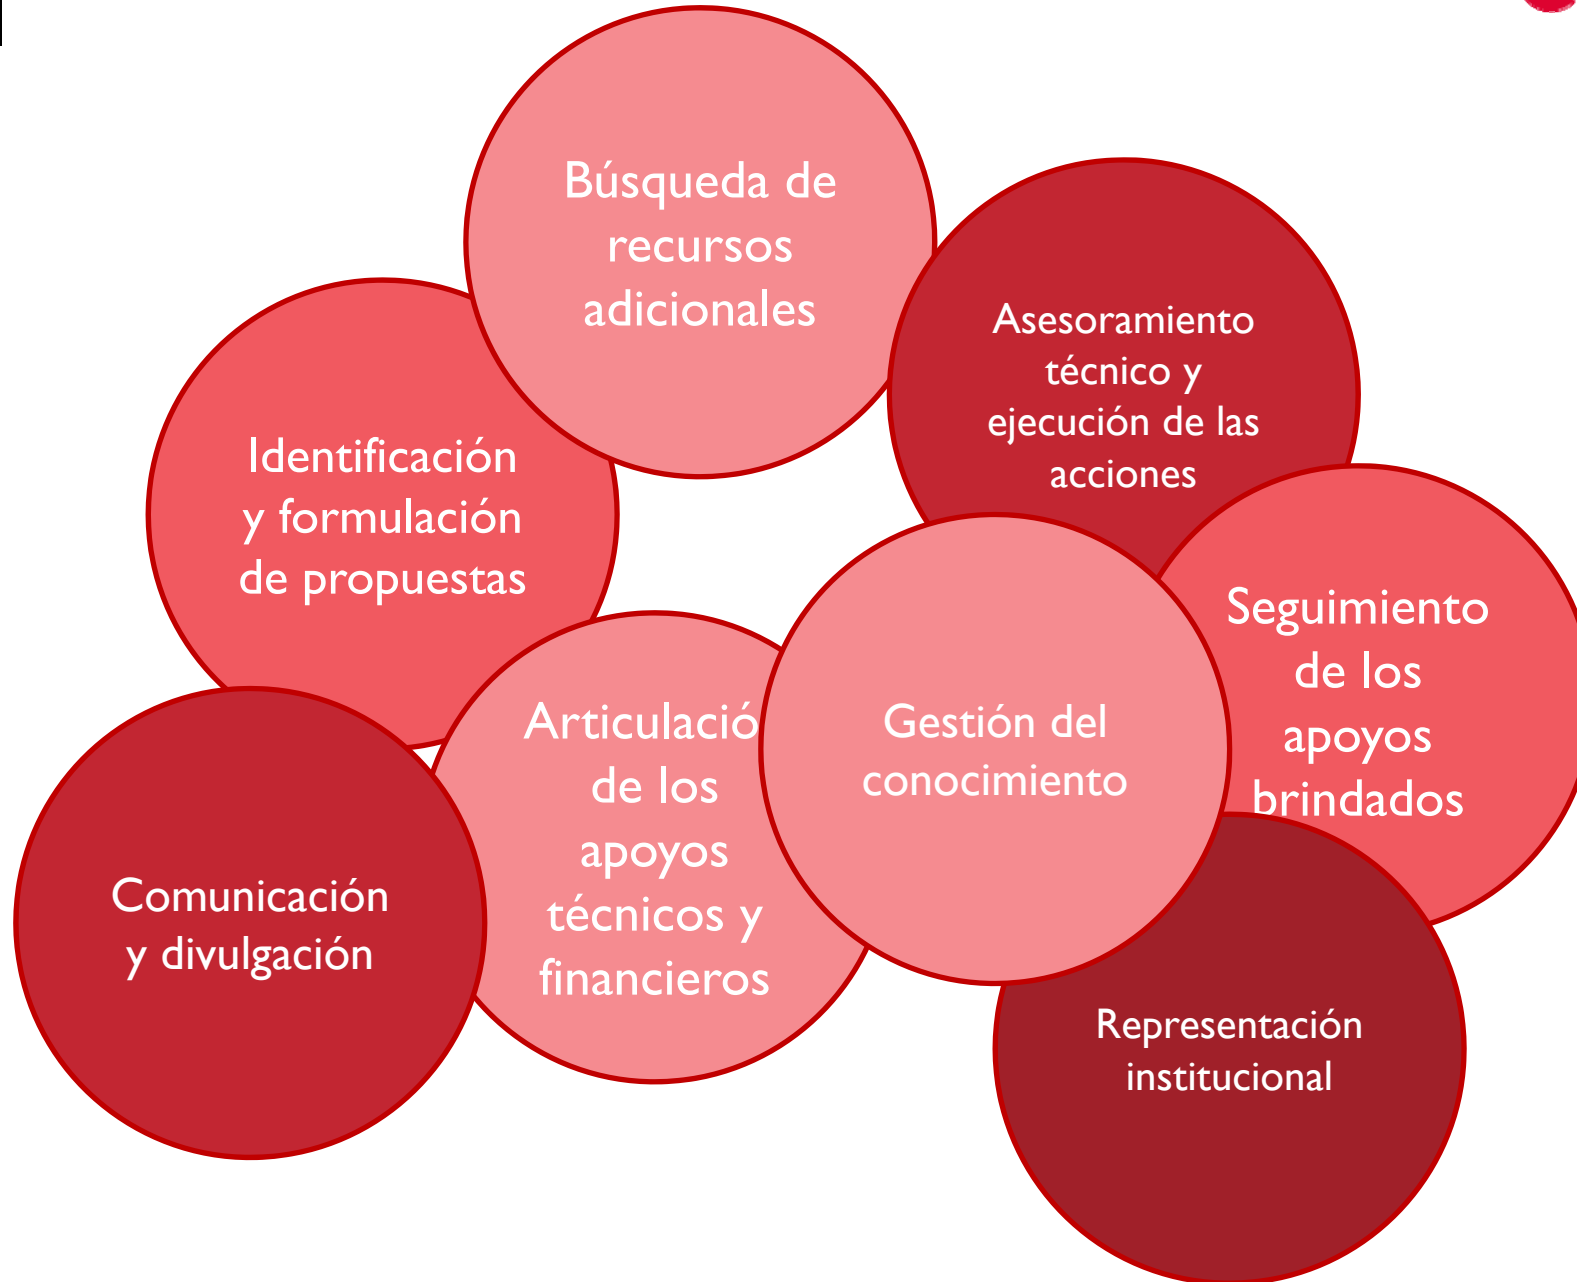 Búsqueda de
recursos
adicionales
Asesoramiento
técnico y
ejecución de las
acciones
Identificación
y formulación
de propuestas
Seguimiento
de los
apoyos
brindados
Articulació
de los
apoyos
técnicos y
financieros
Gestión del
conocimiento
Comunicación
y divulgación
Representación
institucional